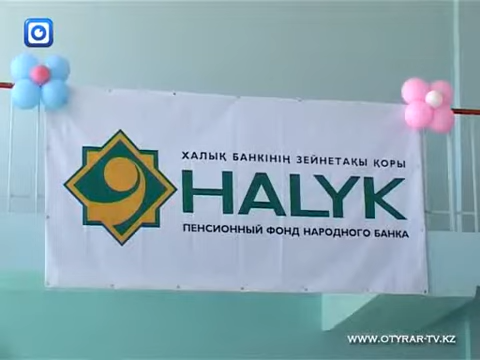 ХАЛЫҚ БАНКІНІҢ ЗЕЙНЕТАҚЫ ҚОРЫ
HALYK
ПЕНСИОННЫЙ ФОНД НАРОДНОГО БАНКА
WWW.OTYRAR-TV.KZ